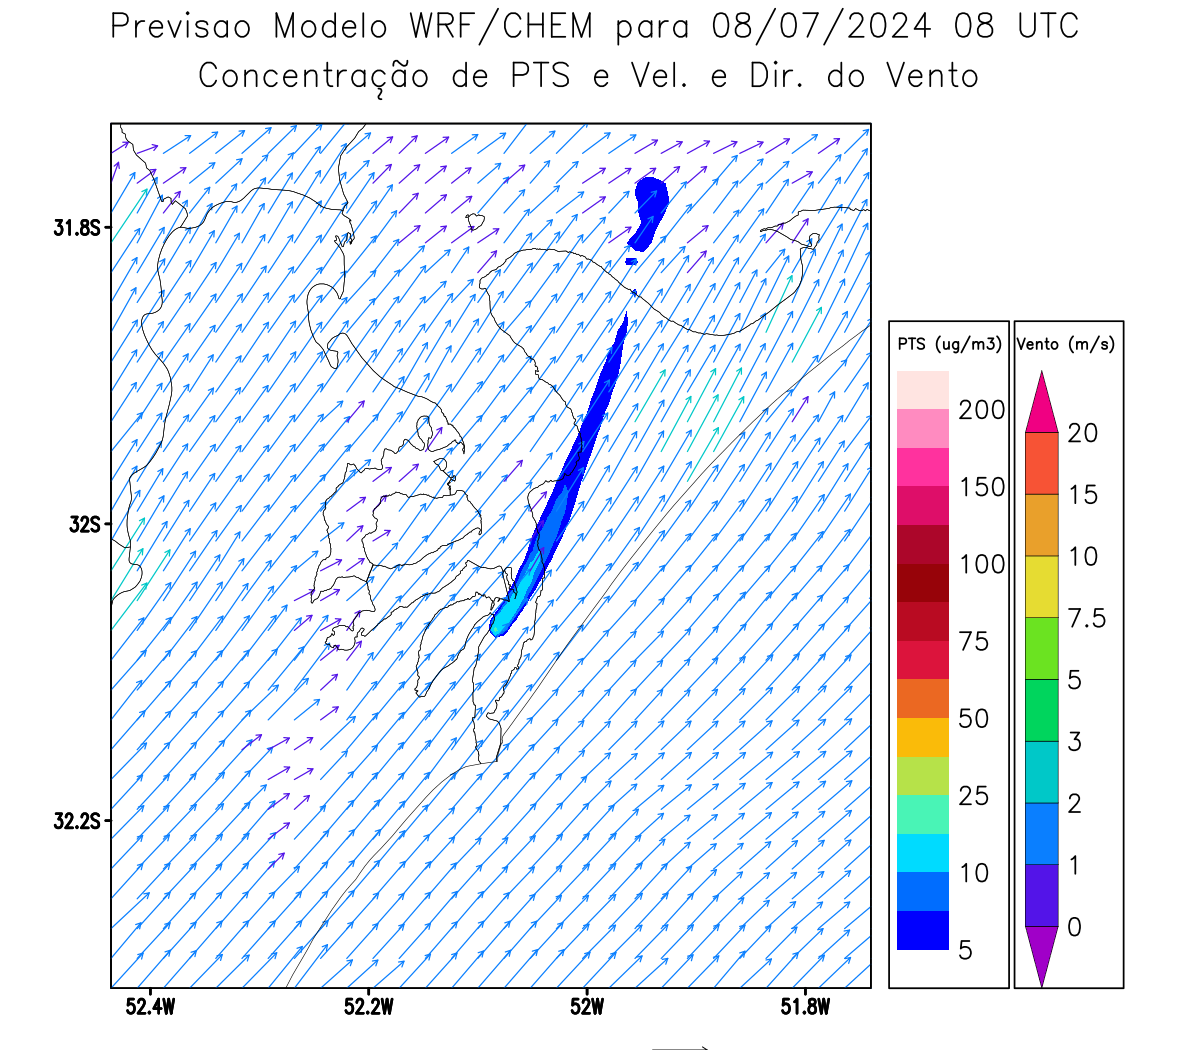 Previsao Modelo WRF/CHEM para 08/07/2024 08 UTC
Concentração de PTS e Vel. e Dir. do Vento
31.8S
32S
32.2S
52.4W 52.2W 52W 51.8W
PTS (ug/m3)
200
150
100
75
50
25
10
5
Vento (m/s)
20
15
10
7.5
5
3
2
1
0